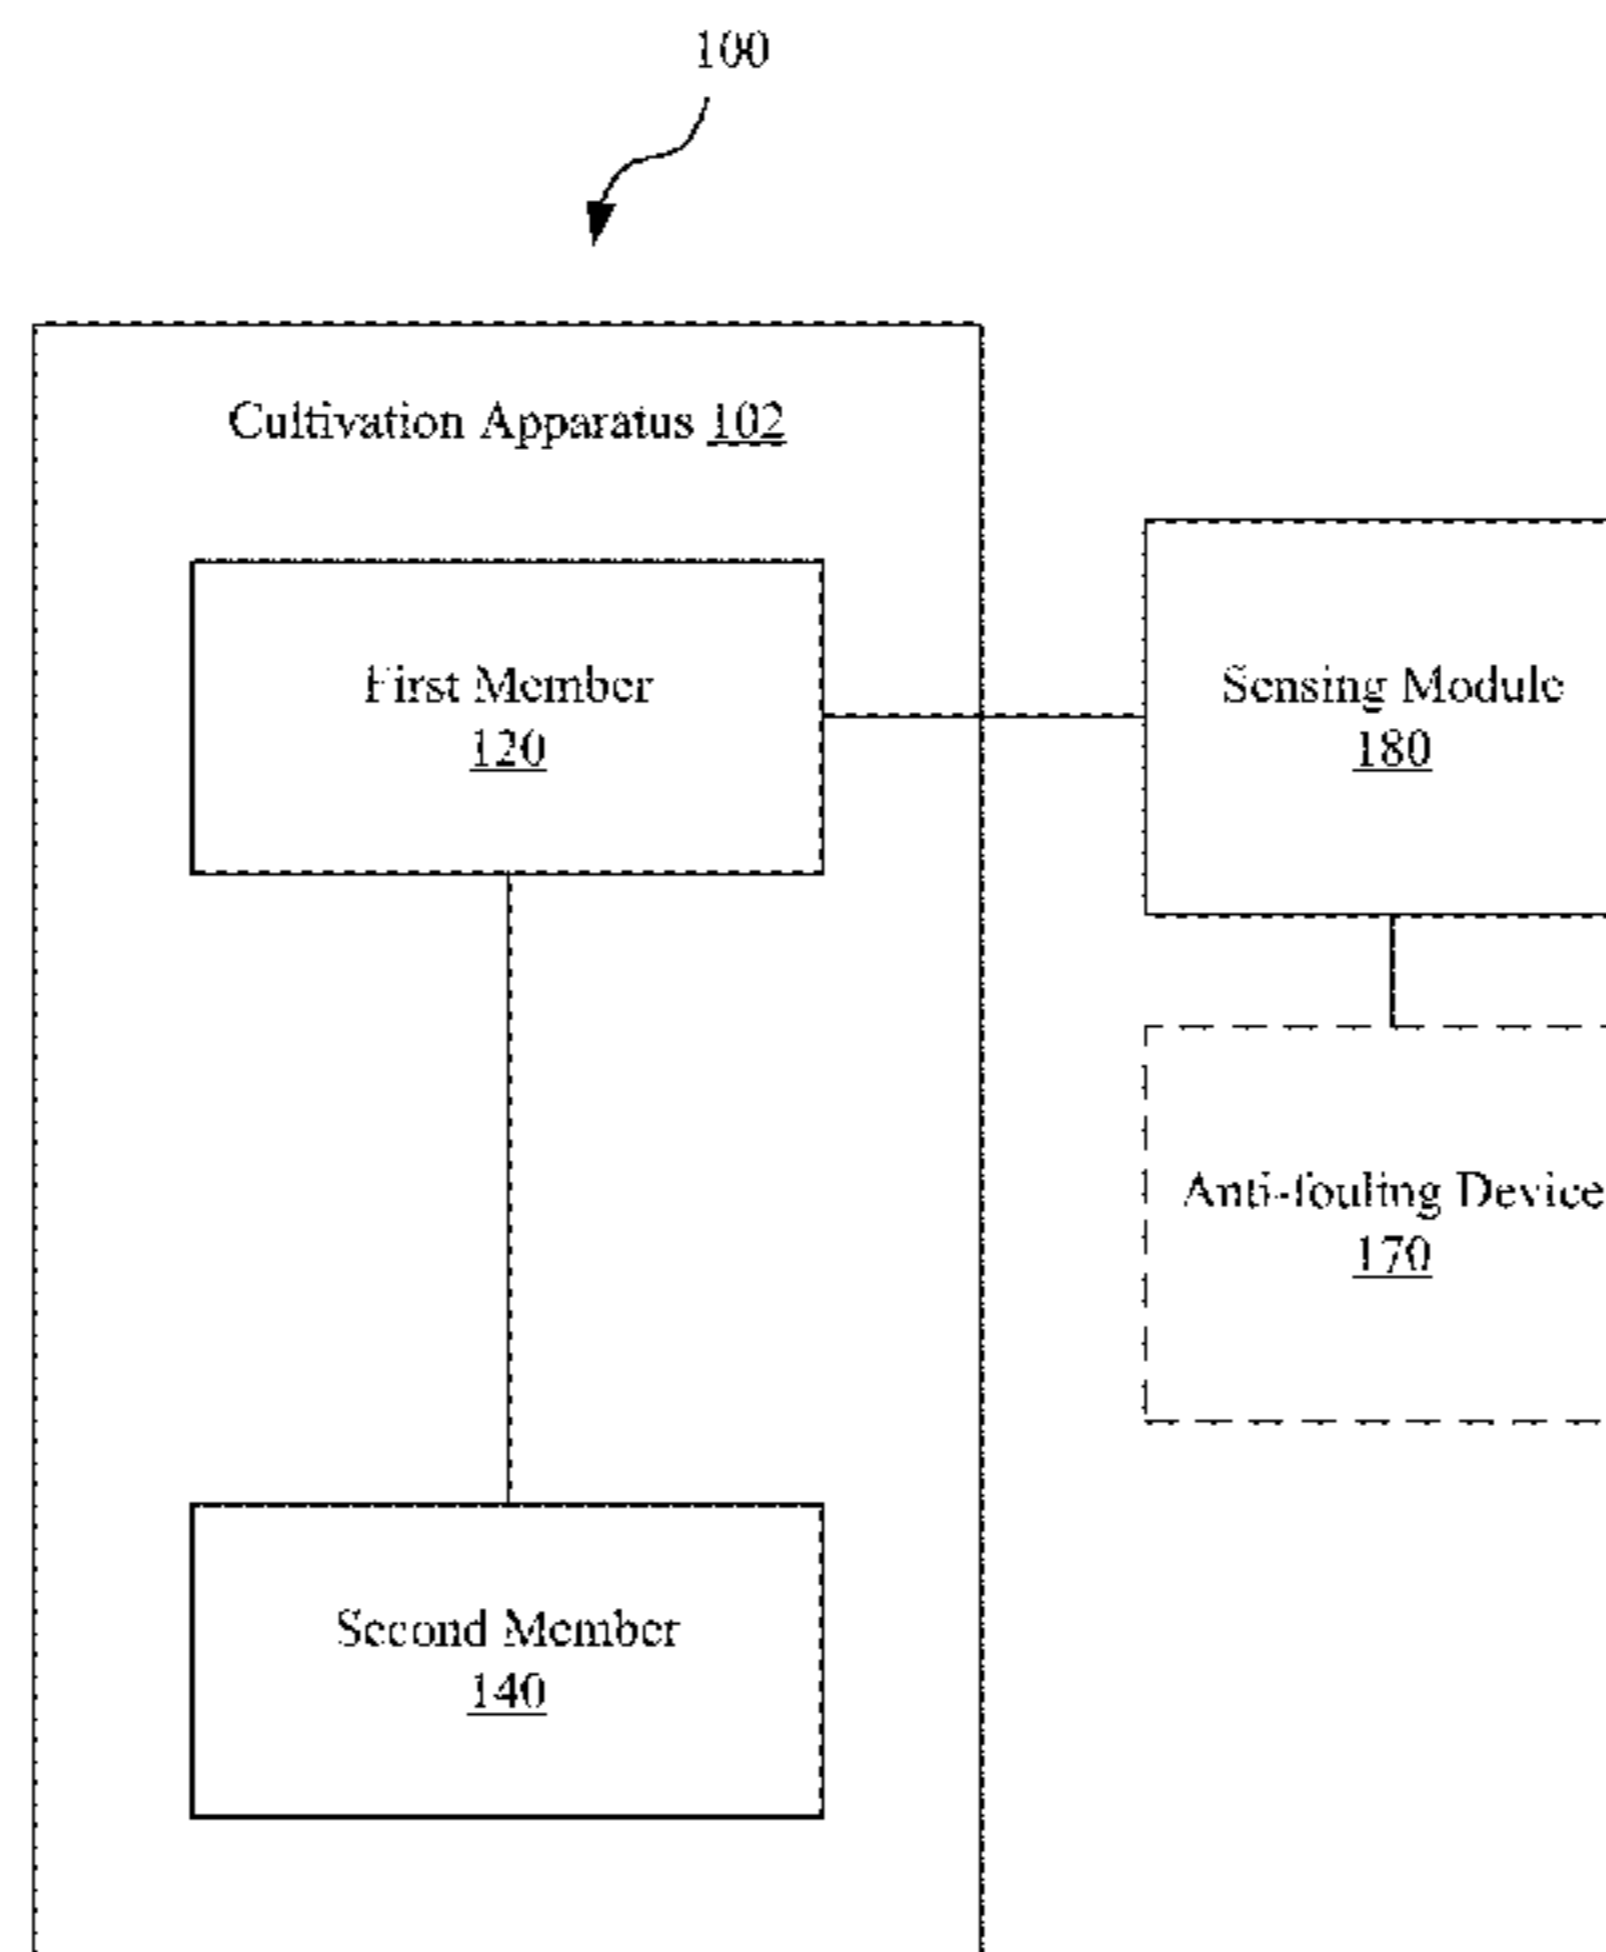 100
Cultivation Apparatus 102
First Member
120
Sensing Module
180
Anti-fouling Device
170
Second Member
140